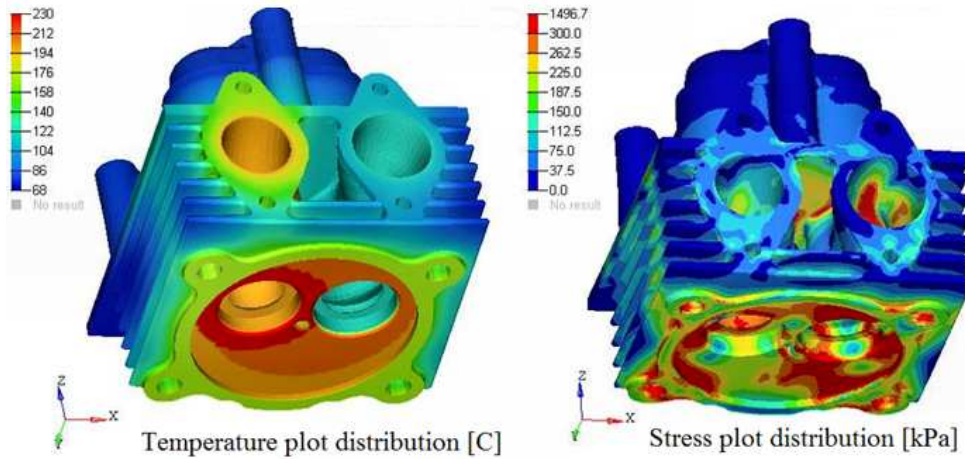 230
212
194
176
158
140
122
104
86
68
No result
1496.7
300.0
262.5
225.0
187.5
150.0
112.5
75.0
37.5
0.0
No result
Z
X
Y
Temperature plot distribution [C]
Z
X
Y
Stress plot distribution [kPa]